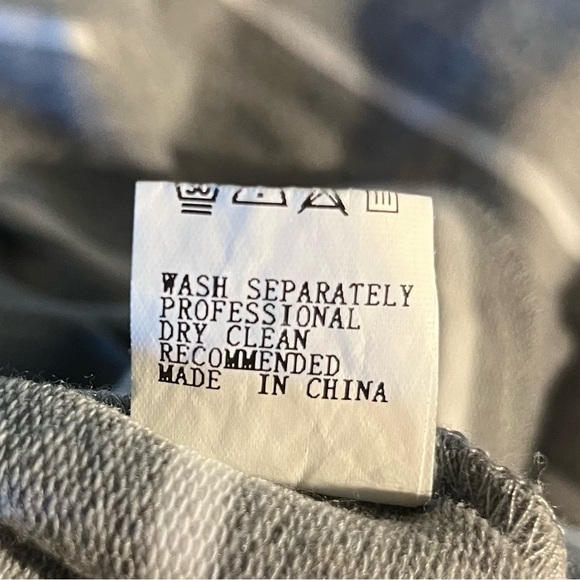 WASH SEPARATELY
PROFESSIONAL
DRY CLEAN
RECOMMENDED
MADE IN CHINA